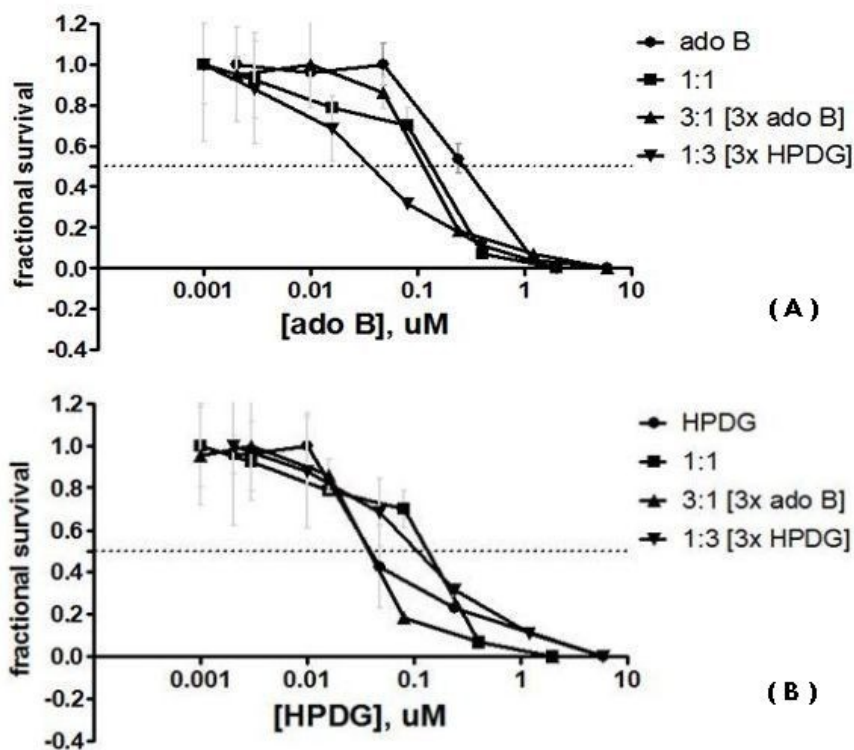 1.2
1.0
0.8
0.6
0.4
0.2
0.0
-0.2
-0.4
fractional survival
0.001 0.01 0.1 1 10
[ado B], uM
ado B
1:1
3:1 [3x ado B]
1:3 [3x HPDG]
( A )
1.2
1.0
0.8
0.6
0.4
0.2
0.0
-0.2
-0.4
fractional survival
0.001 0.01 0.1 1 10
[HPDG], uM
HPDG
1:1
3:1 [3x ado B]
1:3 [3x HPDG]
( B )